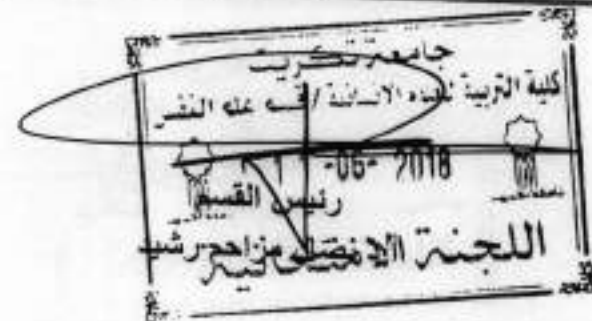 جامعة تكريت
كلية التربية للعلوم الانسانية / قسم علم النفس
-05- 2018
رئيس القسم
اللجنة الامتحانية